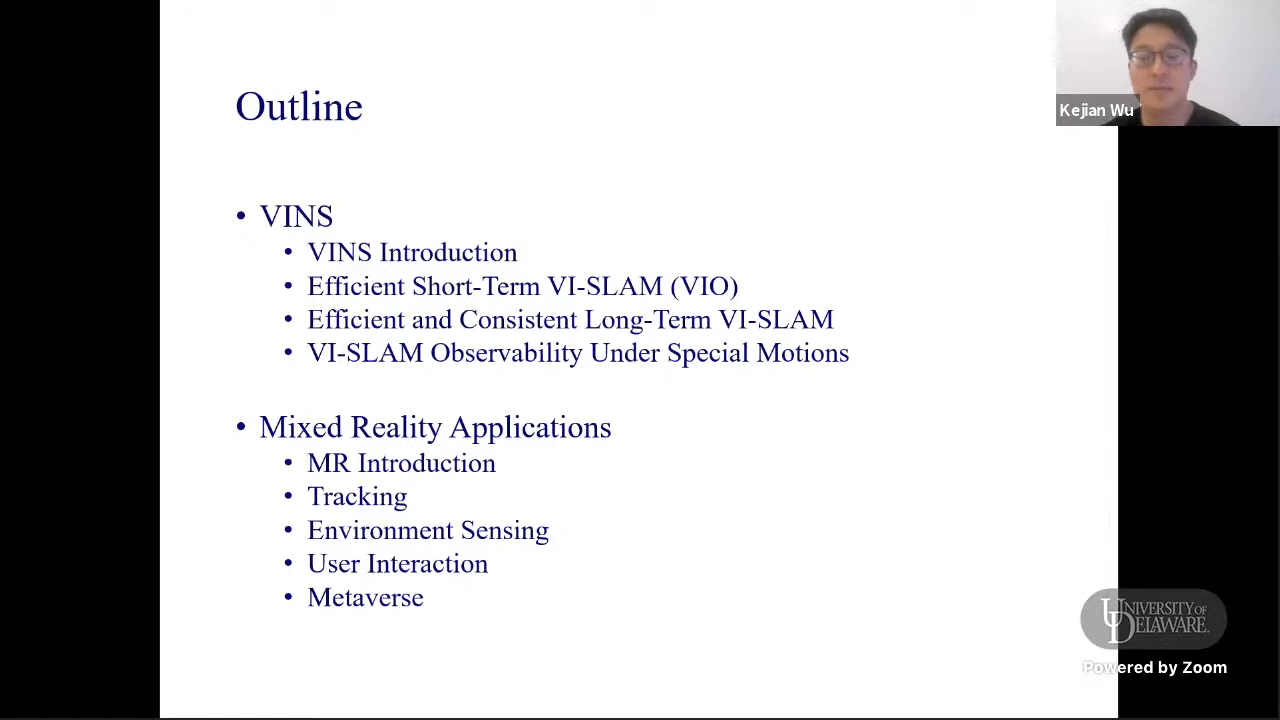 Outline
• VINS
• VINS Introduction
• Efficient Short-Term VI-SLAM (VIO)
• Efficient and Consistent Long-Term VI-SLAM
• VI-SLAM Observability Under Special Motions
• Mixed Reality Applications
• MR Introduction
• Tracking
• Environment Sensing
• User Interaction
• Metaverse
Kejian Wu
UNIVERSITY OF
DELAWARE.
Powered by Zoom